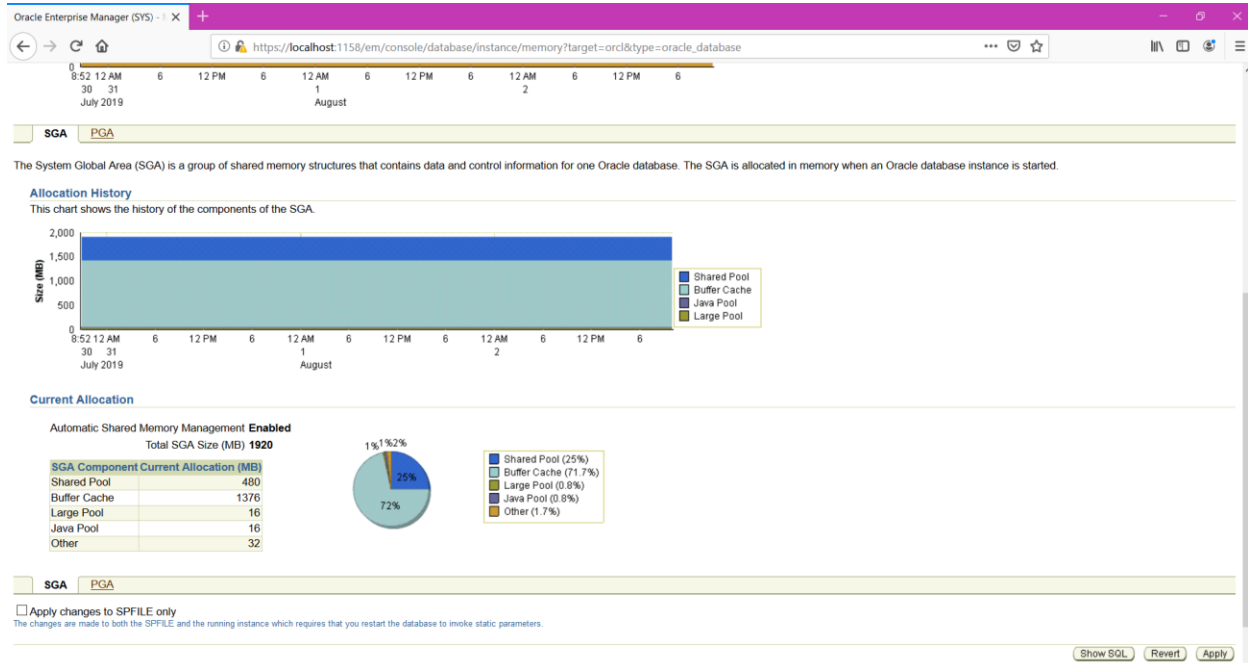 Oracle Enterprise Manager (SYS) -
https://localhost:1158/em/console/database/instance/memory?target=orcl&type=oracle_database
0
8:52 12 AM 6 12 PM 6 12 AM 6 12 PM 6 12 AM 6 12 PM 6
30 31 1 2
July 2019 August
SGA PGA
The System Global Area (SGA) is a group of shared memory structures that contains data and control information for one Oracle database. The SGA is allocated in memory when an Oracle database instance is started.
Allocation History
This chart shows the history of the components of the SGA.
2,000
1,500
1,000
500
0
Size (MB)
Shared Pool
Buffer Cache
Java Pool
Large Pool
8:52 12 AM 6 12 PM 6 12 AM 6 12 PM 6 12 AM 6 12 PM 6
30 31 1 2
July 2019 August
Current Allocation
Automatic Shared Memory Management Enabled
Total SGA Size (MB) 1920
SGA Component Current Allocation (MB)
Shared Pool 480
Buffer Cache 1376
Large Pool 16
Java Pool 16
Other 32
1% 1% 2%
25%
72%
Shared Pool (25%)
Buffer Cache (71.7%)
Large Pool (0.8%)
Java Pool (0.8%)
Other (1.7%)
SGA PGA
Apply changes to SPFILE only
The changes are made to both the SPFILE and the running instance which requires that you restart the database to invoke static parameters.
Show SQL Revert Apply